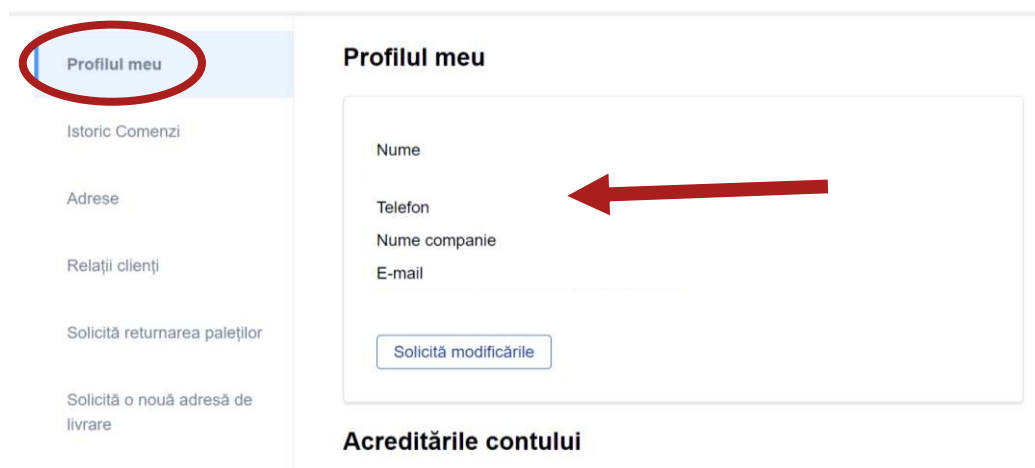 Profilul meu
Istoric Comenzi
Adrese
Relații clienți
Solicită returnarea paleților
Solicită o nouă adresă de
livrare
Profilul meu
Nume
Telefon
Nume companie
E-mail
Solicită modificările
Acreditările contului